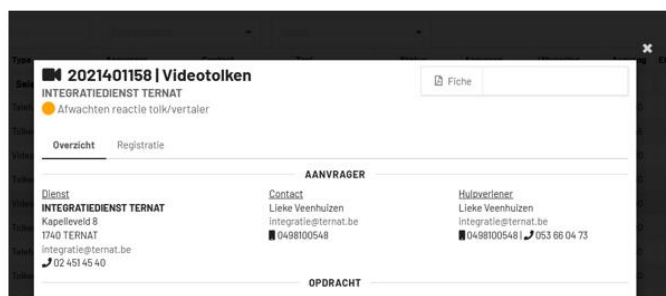 2021401158 | Videotolken
INTEGRATIEDIENST TERNAT
Afwachten reactie tolk/vertaler
Fiche
Overzicht Registratie
AANVRAGER
Dienst
INTEGRATIEDIENST TERNAT
Kapelleveld 8
1740 TERNAT
integratie@ternat.be
02 451 45 40
Contact
Lieke Veenhuizen
integratie@ternat.be
0498100548
Hulpverlener
Lieke Veenhuizen
integratie@ternat.be
0498100548 | 053 66 04 73
OPDRACHT